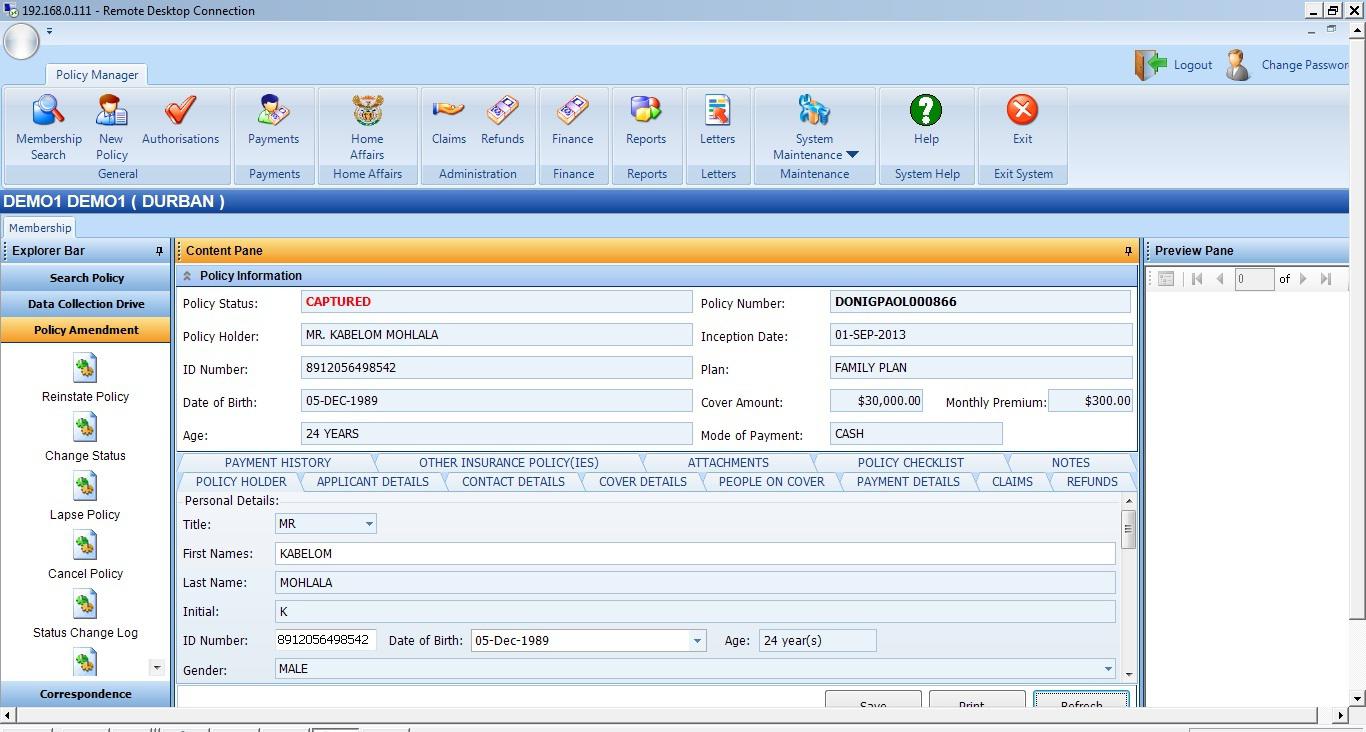 192.168.0.111 - Remote Desktop Connection
Logout Change Passwor
Policy Manager
Membership Search
New Policy
Authorisations
Payments
Home Affairs
Claims
Refunds
Finance
Reports
Letters
System Maintenance
Help
Exit
General Payments Home Affairs Administration Finance Reports Letters Maintenance System Help Exit System
DEMO1 DEMO1 ( DURBAN )
Membership
Explorer Bar
Search Policy
Data Collection Drive
Policy Amendment
Reinstate Policy
Change Status
Lapse Policy
Cancel Policy
Status Change Log
Correspondence
Content Pane
Policy Information
Policy Status: CAPTURED Policy Number: DONIGPAOL000866
Policy Holder: MR. KABELOM MOHLALA Inception Date: 01-SEP-2013
ID Number: 8912056498542 Plan: FAMILY PLAN
Date of Birth: 05-DEC-1989 Cover Amount: $30,000.00 Monthly Premium: $300.00
Age: 24 YEARS Mode of Payment: CASH
PAYMENT HISTORY OTHER INSURANCE POLICY(IES) ATTACHMENTS POLICY CHECKLIST NOTES
POLICY HOLDER APPLICANT DETAILS CONTACT DETAILS COVER DETAILS PEOPLE ON COVER PAYMENT DETAILS CLAIMS REFUNDS
Personal Details:
Title: MR
First Names: KABELOM
Last Name: MOHLALA
Initial: K
ID Number: 8912056498542 Date of Birth: 05-Dec-1989 Age: 24 year(s)
Gender: MALE
Save Print Refresh
Preview Pane
0 of